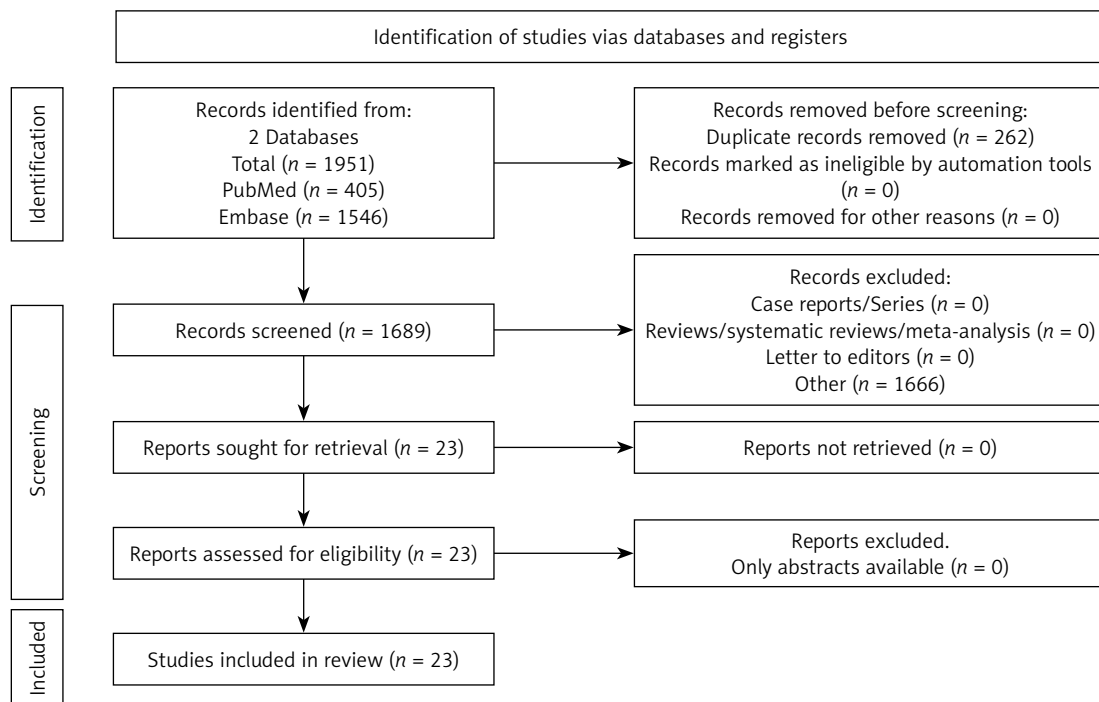 Identification of studies vias databases and registers
Identification
Records identified from:
2 Databases
Total (n = 1951)
PubMed (n = 405)
Embase (n = 1546)
Records removed before screening:
Duplicate records removed (n = 262)
Records marked as ineligible by automation tools
(n = 0)
Records removed for other reasons (n = 0)
Screening
Records screened (n = 1689)
Records excluded:
Case reports/Series (n = 0)
Reviews/systematic reviews/meta-analysis (n = 0)
Letter to editors (n = 0)
Other (n = 1666)
Reports sought for retrieval (n = 23)
Reports not retrieved (n = 0)
Reports assessed for eligibility (n = 23)
Reports excluded.
Only abstracts available (n = 0)
Included
Studies included in review (n = 23)